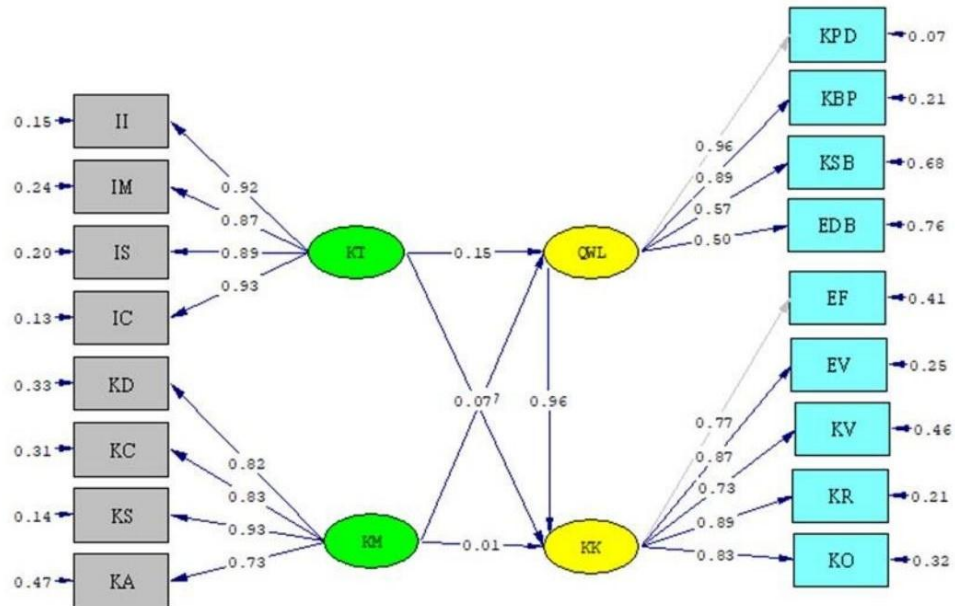 KPD
0.07
KBP
0.21
0.15
II
0.96
0.89
KSB
0.68
0.24
IM
0.92
0.57
0.87
0.50
EDB
0.76
0.20
IS
0.89
KT
0.15
QWL
0.93
EF
0.41
0.13
IC
EV
0.25
0.33
KD
0.07
0.96
0.77
0.87
KV
0.46
0.31
KC
0.82
0.73
0.83
0.89
KR
0.21
0.14
KS
0.93
KM
0.01
KK
0.83
KO
0.32
0.73
0.47
KA